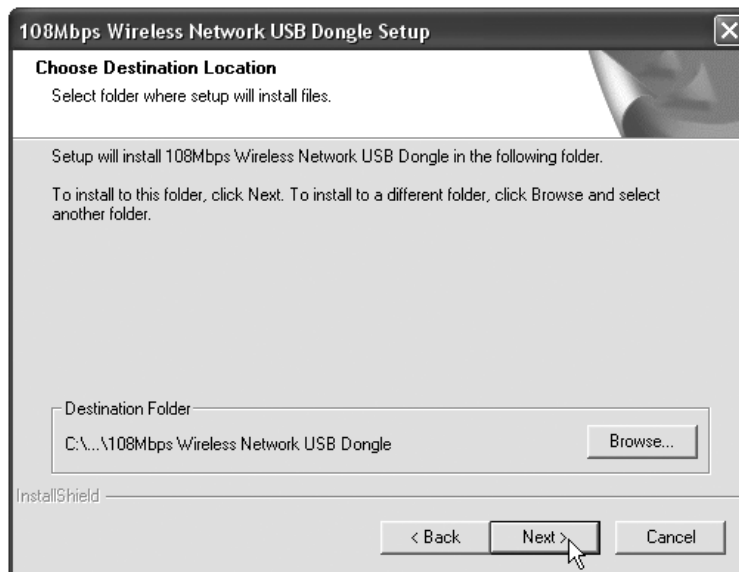 108Mbps Wireless Network USB Dongle Setup
Choose Destination Location
Select folder where setup will install files.
Setup will install 108Mbps Wireless Network USB Dongle in the following folder.
To install to this folder, click Next. To install to a different folder, click Browse and select
another folder.
Destination Folder
C:\...\108Mbps Wireless Network USB Dongle
Browse...
InstallShield
< Back
Next >
Cancel